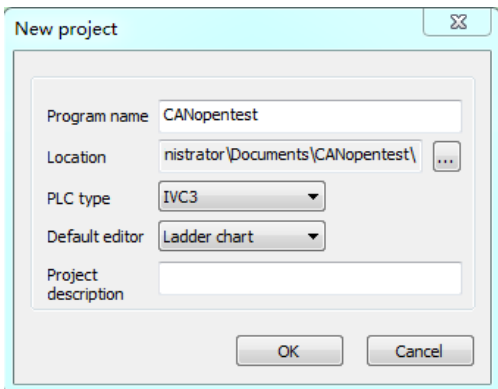 New project
Program name CANopentest
Location nistrator\Documents\CANopentest\ ...
PLC type IVC3
Default editor Ladder chart
Project
description
OK Cancel